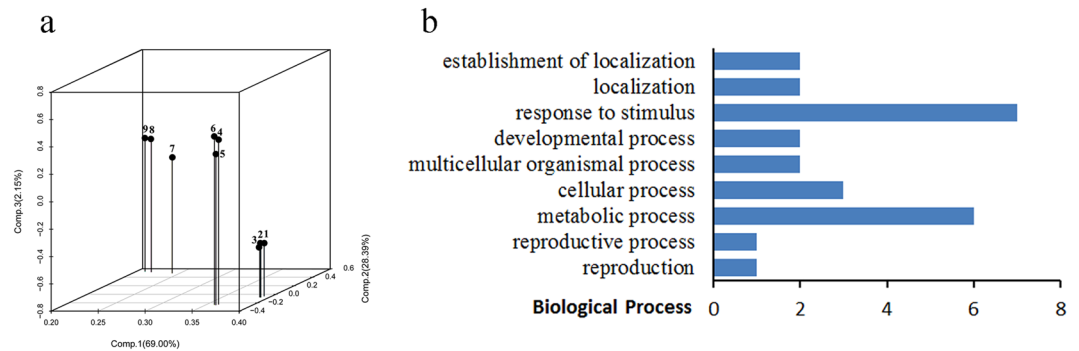 a
b
0.8
0.6
0.4
0.2
0.0
−0.2
−0.4
−0.6
−0.8
Comp.3(2.15%)
9 8
7
6 4
5
3 2 1
0.20
0.25
0.30
0.35
0.40
Comp.1(69.00%)
−0.4
−0.2
0.0
0.2
0.4
0.6
Comp.2(28.39%)
establishment of localization
localization
response to stimulus
developmental process
multicellular organismal process
cellular process
metabolic process
reproductive process
reproduction
Biological Process
0 2 4 6 8